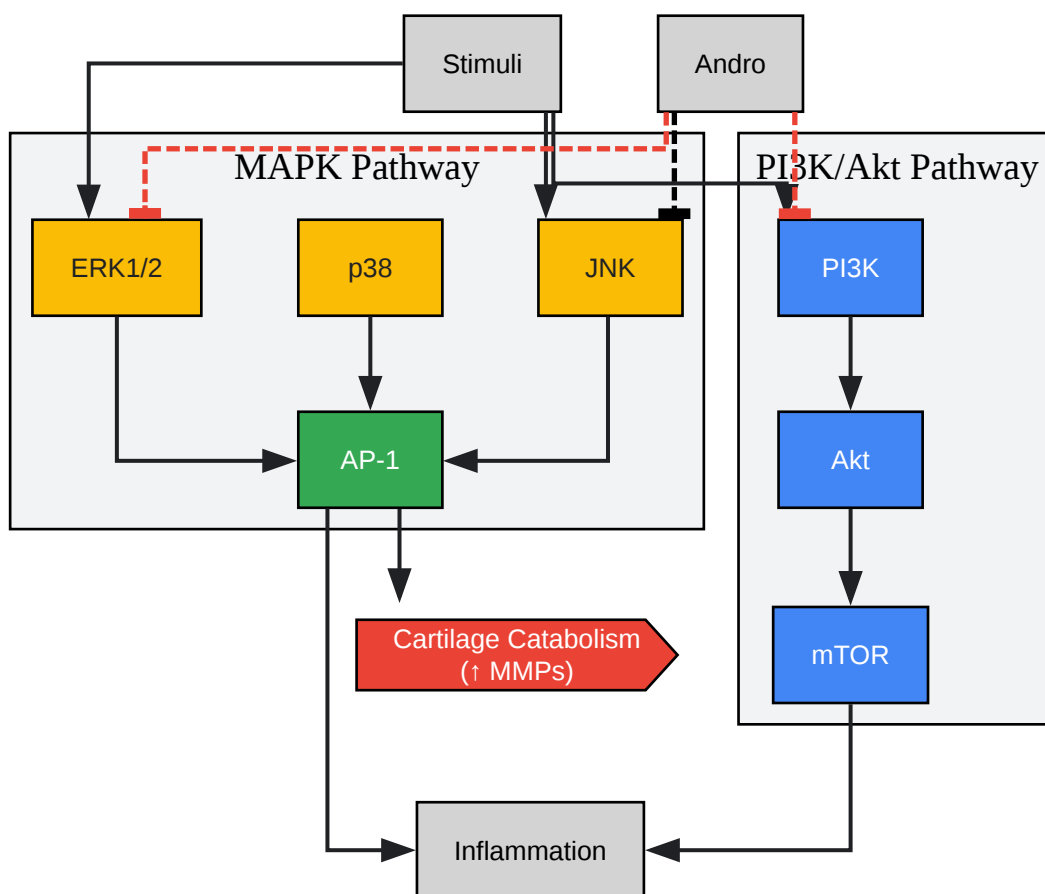 Stimuli
Andro
MAPK Pathway
PI3K/Akt Pathway
ERK1/2
p38
JNK
PI3K
AP-1
Akt
Cartilage Catabolism
(↑ MMPs)
mTOR
Inflammation